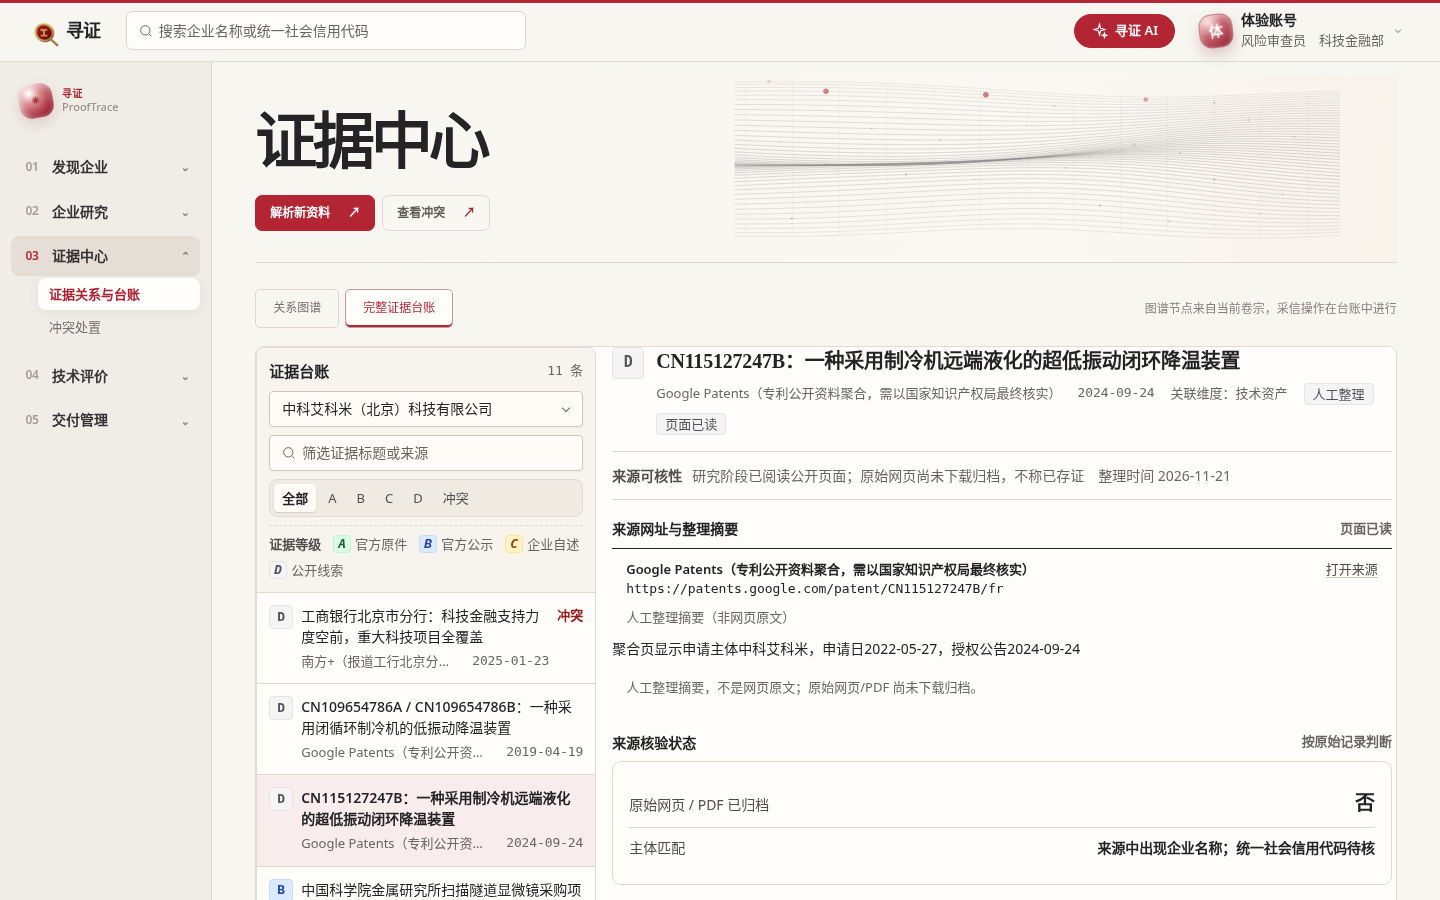 寻证
搜索企业名称或统一社会信用代码
寻证 AI
体
体验账号
风险审查员 科技金融部
寻证
ProofTrace
01 发现企业
02 企业研究
03 证据中心
证据关系与台账
冲突处置
04 技术评价
05 交付管理
证据中心
解析新资料
查看冲突
关系图谱
完整证据台账
图谱节点来自当前卷宗，采信操作在台账中进行
证据台账 11 条
中科艾科米（北京）科技有限公司
筛选证据标题或来源
全部 A B C D 冲突
证据等级 A 官方原件 B 官方公示 C 企业自述
D 公开线索
D 工商银行北京市分行：科技金融支持力 冲突
度空前，重大科技项目全覆盖
南方+（报道工行北京分... 2025-01-23
D CN109654786A / CN109654786B：一种采
用闭循环制冷机的低振动降温装置
Google Patents（专利公开资... 2019-04-19
D CN115127247B：一种采用制冷机远端液化
的超低振动闭环降温装置
Google Patents（专利公开资... 2024-09-24
B 中国科学院金属研究所扫描隧道显微镜采购项
D CN115127247B：一种采用制冷机远端液化的超低振动闭环降温装置
Google Patents（专利公开资料聚合，需以国家知识产权局最终核实） 2024-09-24 关联维度：技术资产 人工整理
页面已读
来源可核性 研究阶段已阅读公开页面；原始网页尚未下载归档，不称已存证 整理时间 2026-11-21
来源网址与整理摘要 页面已读
Google Patents（专利公开资料聚合，需以国家知识产权局最终核实） 打开来源
https://patents.google.com/patent/CN115127247B/fr
人工整理摘要（非网页原文）
聚合页显示申请主体中科艾科米，申请日2022-05-27，授权公告2024-09-24
人工整理摘要，不是网页原文；原始网页/PDF 尚未下载归档。
来源核验状态 按原始记录判断
原始网页 / PDF 已归档 否
主体匹配 来源中出现企业名称；统一社会信用代码待核